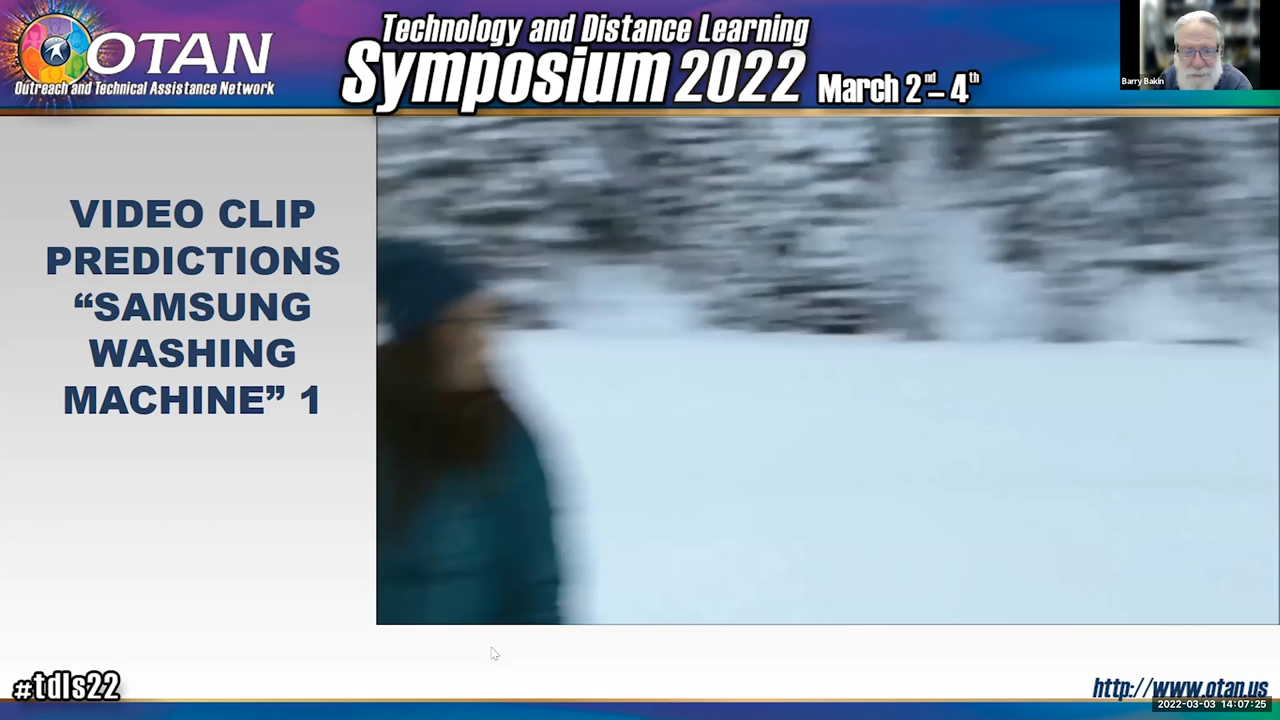 OTAN
Outreach and Technical Assistance Network
Technology and Distance Learning
Symposium 2022 March 2nd – 4th
Barry Bakin
VIDEO CLIP
PREDICTIONS
“SAMSUNG
WASHING
MACHINE” 1
#tdls22
http://www.otan.us
2022-03-03 14:07:25